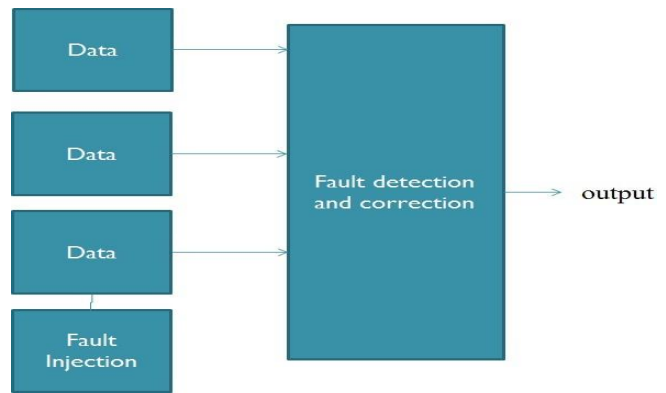 Data
Data
Data
Fault
Injection
Fault detection
and correction
output